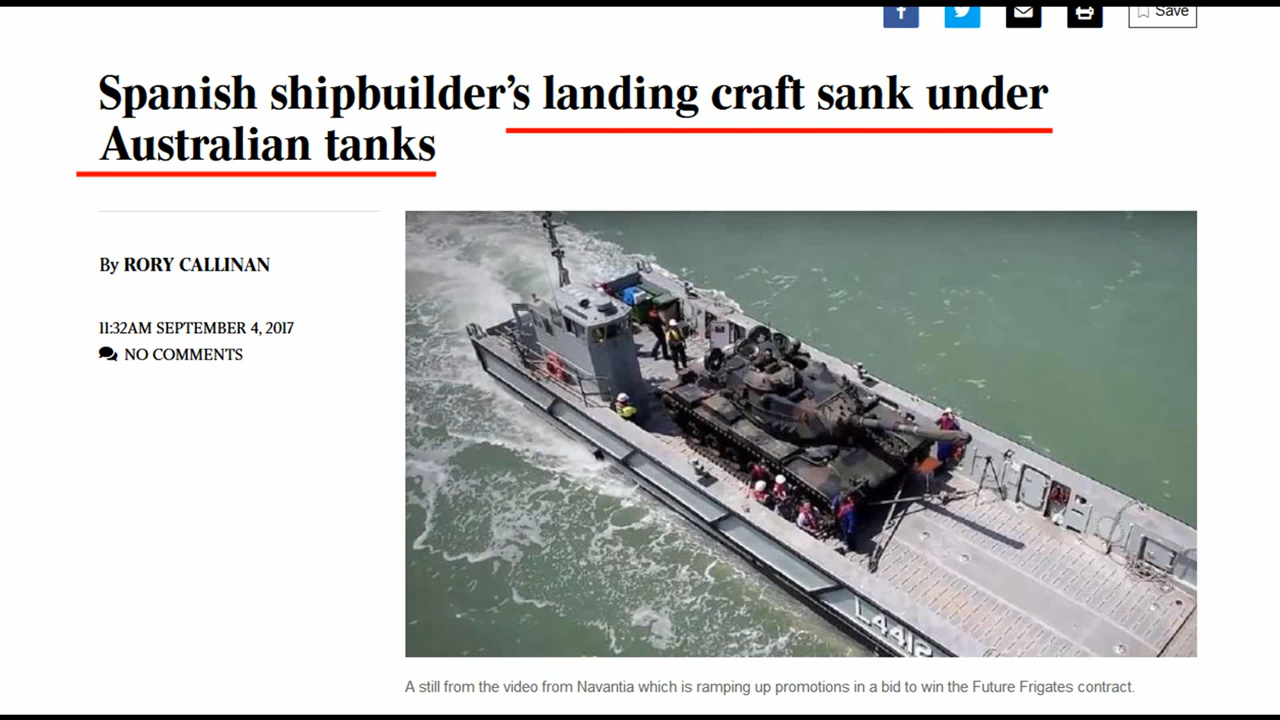 Save
Spanish shipbuilder’s landing craft sank under
Australian tanks
By RORY CALLINAN
11:32AM SEPTEMBER 4, 2017
NO COMMENTS
L4412
A still from the video from Navantia which is ramping up promotions in a bid to win the Future Frigates contract.